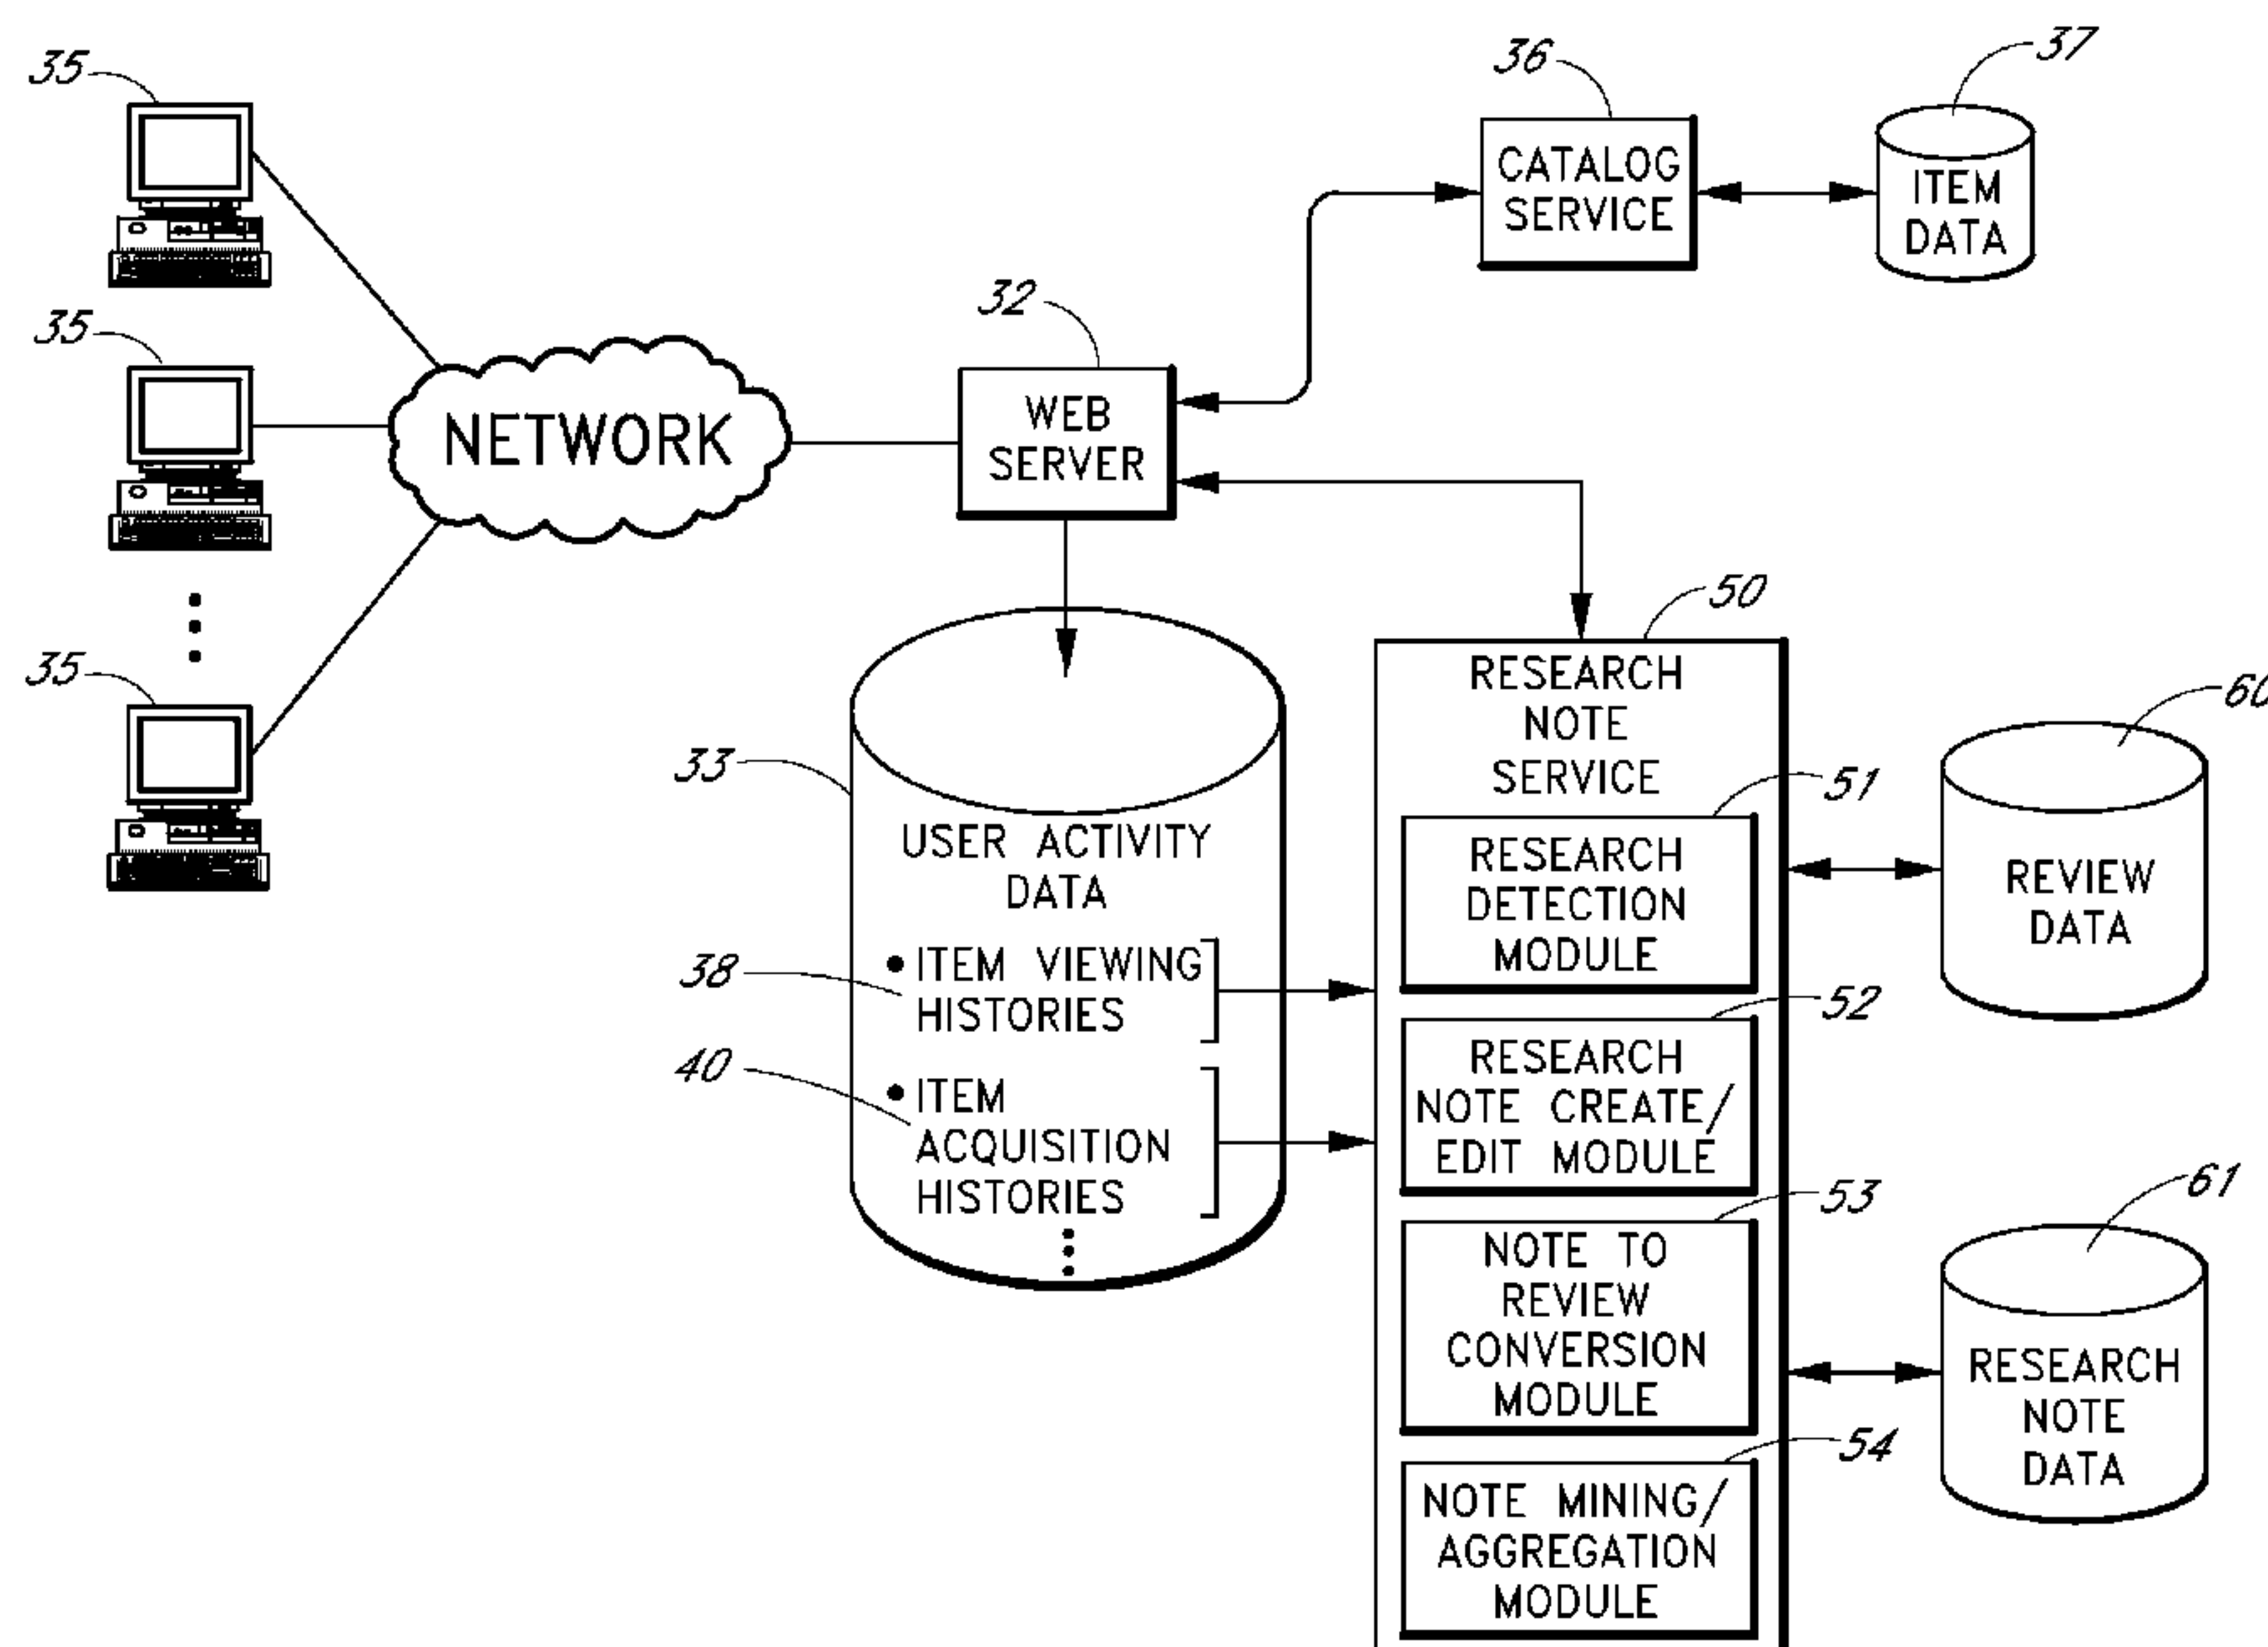 35
35
35
NETWORK
32
WEB
SERVER
36
CATALOG
SERVICE
37
ITEM
DATA
33
USER ACTIVITY
DATA
38
• ITEM VIEWING
HISTORIES
40
• ITEM
ACQUISITION
HISTORIES
50
RESEARCH
NOTE
SERVICE
51
RESEARCH
DETECTION
MODULE
52
RESEARCH
NOTE CREATE/
EDIT MODULE
53
NOTE TO
REVIEW
CONVERSION
MODULE
54
NOTE MINING/
AGGREGATION
MODULE
60
REVIEW
DATA
61
RESEARCH
NOTE
DATA